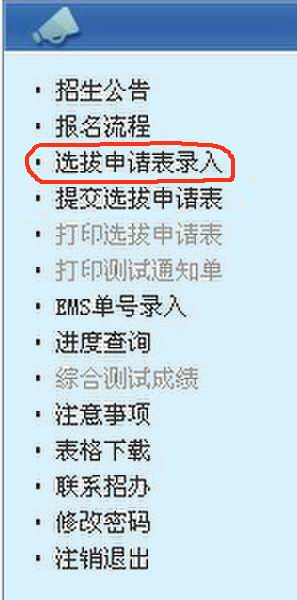 招生公告
报名流程
选拔申请表录入
提交选拔申请表
打印选拔申请表
打印测试通知单
EMS单号录入
进度查询
综合测试成绩
注意事项
表格下载
联系招办
修改密码
注销退出